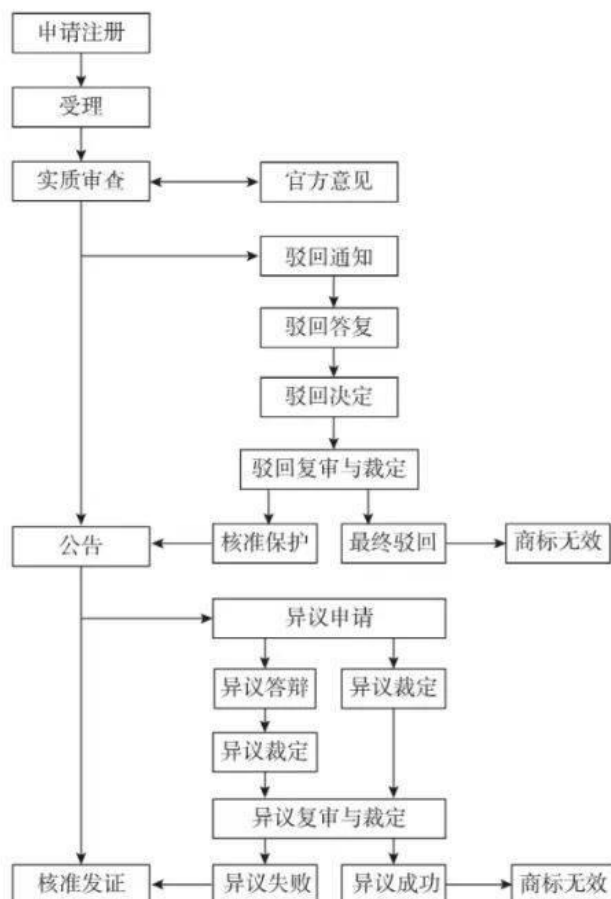 申请注册
受理
实质审查
官方意见
驳回通知
驳回答复
驳回决定
驳回复审与裁定
公告
核准保护
最终驳回
商标无效
异议申请
异议答辩
异议裁定
异议裁定
异议复审与裁定
核准发证
异议失败
异议成功
商标无效